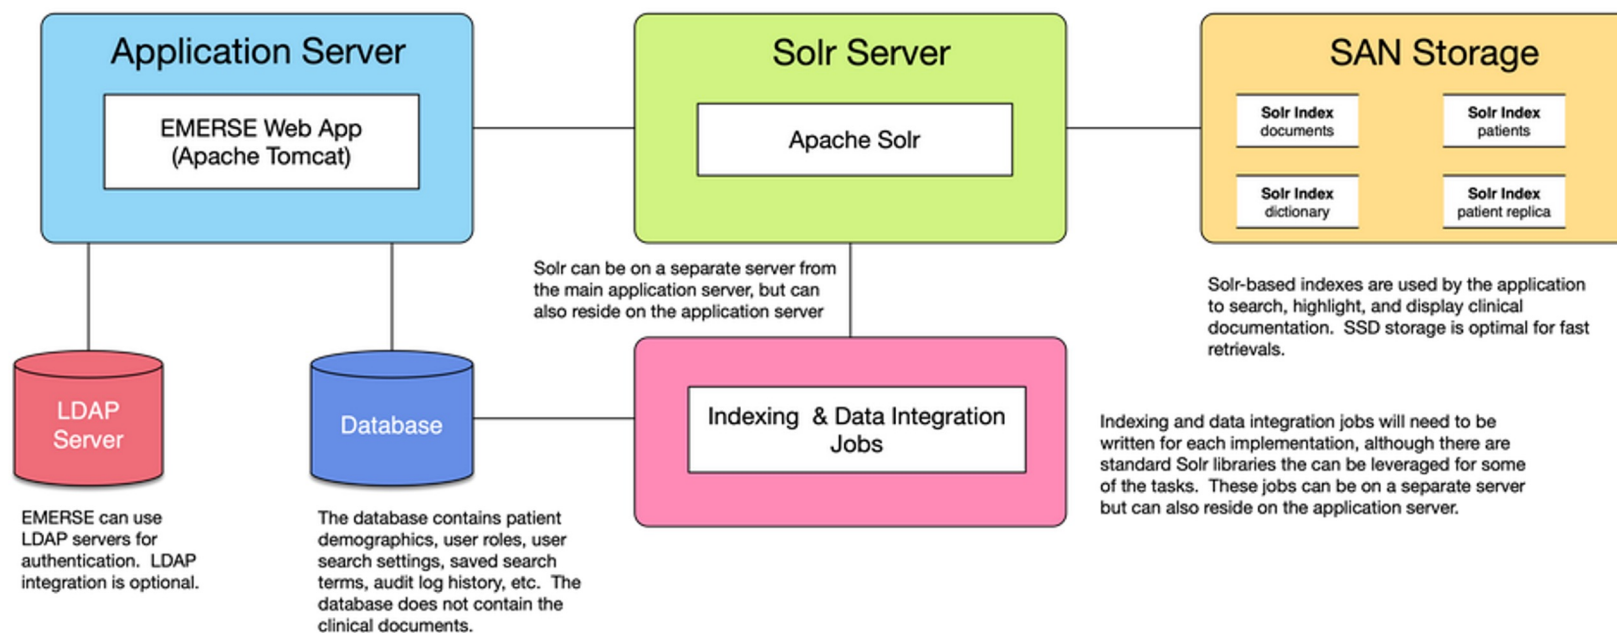 Application Server
EMERSE Web App
(Apache Tomcat)
Solr Server
Apache Solr
SAN Storage
Solr Index
documents
Solr Index
patients
Solr Index
dictionary
Solr Index
patient replica
Solr can be on a separate server from
the main application server, but can
also reside on the application server
Solr-based indexes are used by the application
to search, highlight, and display clinical
documentation. SSD storage is optimal for fast
retrievals.
LDAP
Server
Database
Indexing & Data Integration
Jobs
Indexing and data integration jobs will need to be
written for each implementation, although there are
standard Solr libraries the can be leveraged for some
of the tasks. These jobs can be on a separate server
but can also reside on the application server.
EMERSE can use
LDAP servers for
authentication. LDAP
integration is optional.
The database contains patient
demographics, user roles, user
search settings, saved search
terms, audit log history, etc. The
database does not contain the
clinical documents.